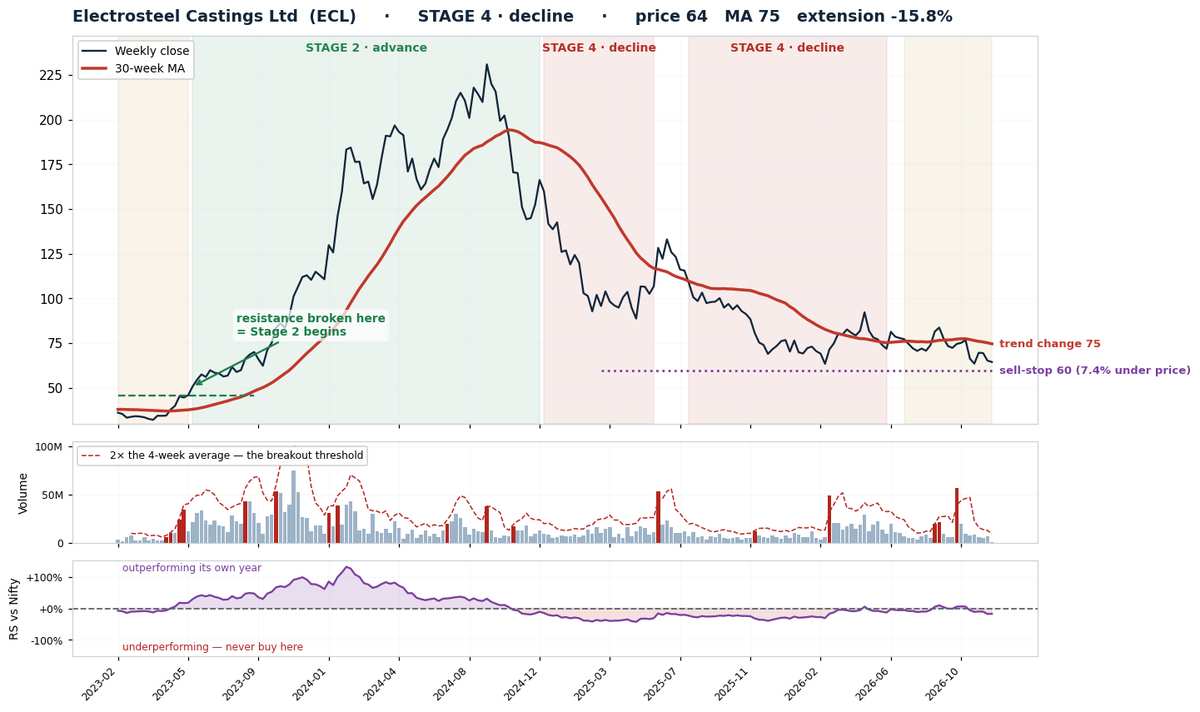 Electrosteel Castings Ltd (ECL) · STAGE 4 · decline · price 64 MA 75 extension -15.8%
Weekly close
30-week MA
STAGE 2 · advance
STAGE 4 · decline
STAGE 4 · decline
225
200
175
150
125
100
75
50
resistance broken here
= Stage 2 begins
trend change 75
sell-stop 60 (7.4% under price)
Volume
100M
50M
0
2× the 4-week average — the breakout threshold
RS vs Nifty
+100%
+0%
-100%
outperforming its own year
underperforming — never buy here
2023-02
2023-05
2023-09
2024-01
2024-04
2024-08
2024-12
2025-03
2025-07
2025-11
2026-02
2026-06
2026-10